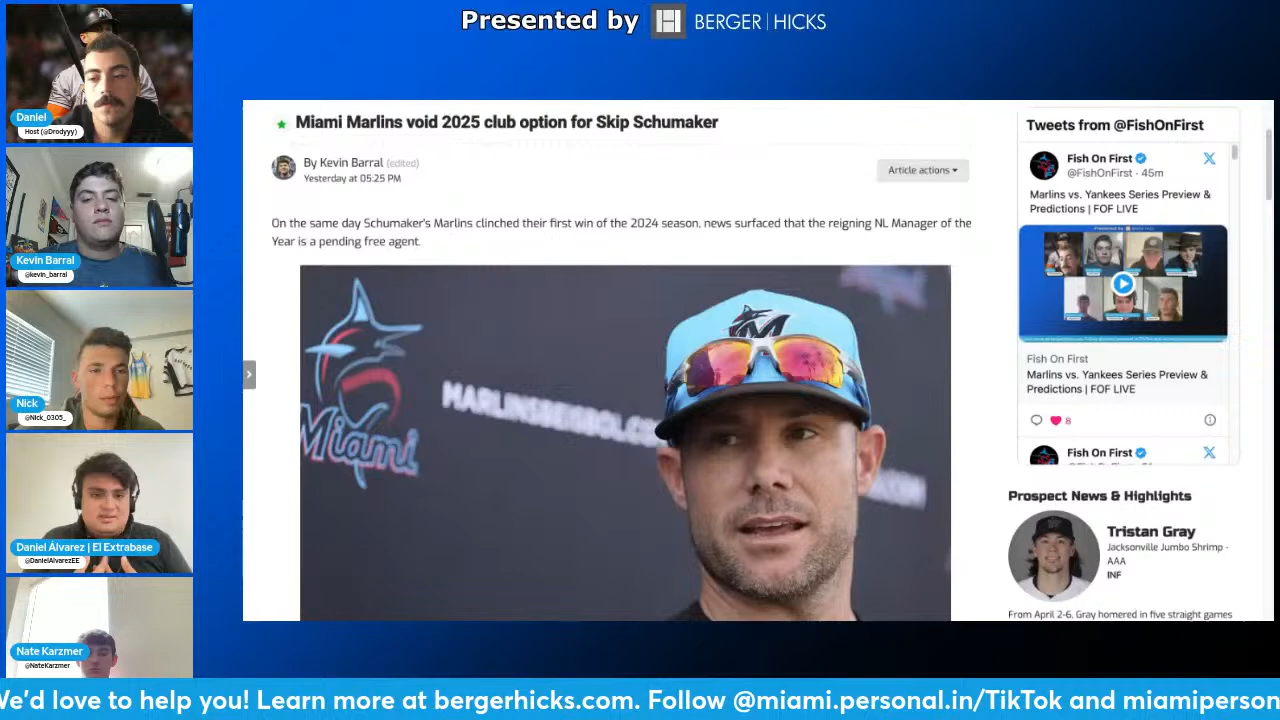 Presented by BERGER | HICKS
Daniel
Host (@Drodyyy)
Kevin Barral
@kevin_barral
Nick
@Nick_0305_
Daniel Álvarez | El Extrabase
@DanielAlvarezEE
Nate Karzmer
@NateKarzmer
Miami Marlins void 2025 club option for Skip Schumaker
By Kevin Barral (edited)
Yesterday at 05:25 PM
Article actions
On the same day Schumaker's Marlins clinched their first win of the 2024 season, news surfaced that the reigning NL Manager of the
Year is a pending free agent.
Miami
MARLINSBEISBOL.CO
M
Tweets from @FishOnFirst
Fish On First
@FishOnFirst · 45m
Marlins vs. Yankees Series Preview &
Predictions | FOF LIVE
Fish On First
Marlins vs. Yankees Series Preview &
Predictions | FOF LIVE
8
Fish On First
Prospect News & Highlights
Tristan Gray
Jacksonville Jumbo Shrimp -
AAA
INF
From April 2-6, Gray homered in five straight games
We'd love to help you! Learn more at bergerhicks.com. Follow @miami.personal.in/TikTok and miamiperson